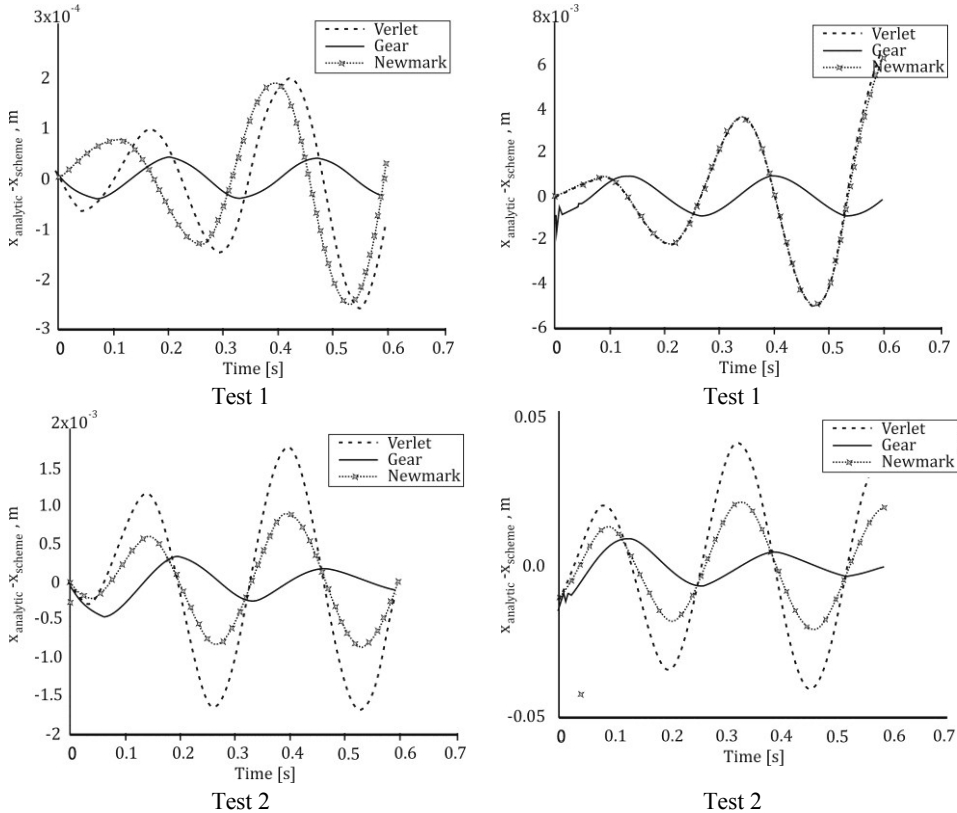 3x10-4
2
1
0
-1
-2
-3
xanalytic -xscheme , m
Verlet
Gear
Newmark
0 0.1 0.2 0.3 0.4 0.5 0.6 0.7
Time [s]
Test 1
8x10-3
6
4
2
0
-2
-4
-6
xanalytic -xscheme , m
Verlet
Gear
Newmark
0 0.1 0.2 0.3 0.4 0.5 0.6 0.7
Time [s]
Test 1
2x10-3
1.5
1.0
0.5
0
-0.5
-1.0
-1.5
-2
xanalytic -xscheme , m
Verlet
Gear
Newmark
0 0.1 0.2 0.3 0.4 0.5 0.6 0.7
Time [s]
Test 2
0.05
0.0
-0.05
xanalytic -xscheme , m
Verlet
Gear
Newmark
0 0.1 0.2 0.3 0.4 0.5 0.6 0.7
Time [s]
Test 2